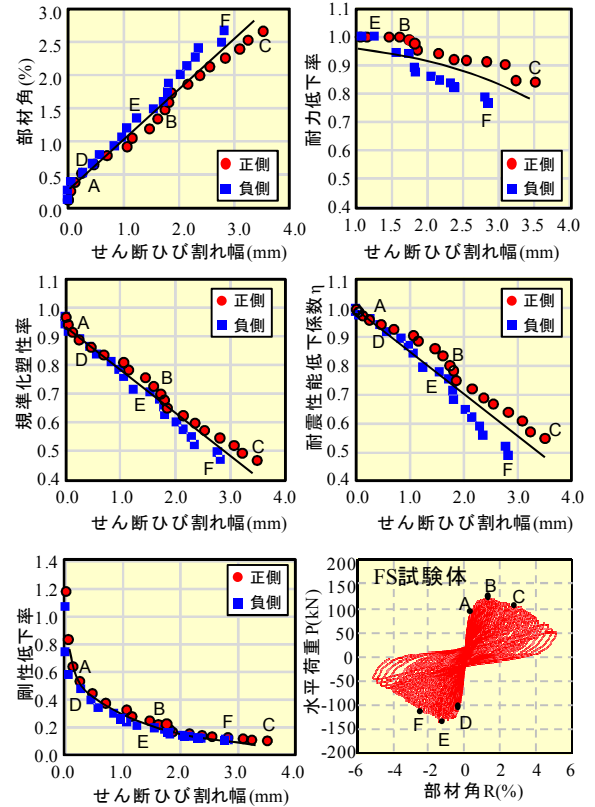 部材角(%)
3.0
2.5
2.0
1.5
1.0
0.5
0.0
F
C
E
B
D
A
正側
負側
0.0 1.0 2.0 3.0 4.0
せん断ひび割れ幅(mm)
耐力低下率
1.1
1.0
0.9
0.8
0.7
0.6
0.5
0.4
E
B
C
F
正側
負側
1.0 2.0 3.0 4.0
せん断ひび割れ幅(mm)
規準化塑性率
1.1
1.0
0.9
0.8
0.7
0.6
0.5
0.4
A
D
B
E
C
F
正側
負側
0.0 1.0 2.0 3.0 4.0
せん断ひび割れ幅(mm)
耐震性能低下係数η
1.1
1.0
0.9
0.8
0.7
0.6
0.5
0.4
A
D
B
E
C
F
正側
負側
0.0 1.0 2.0 3.0 4.0
せん断ひび割れ幅(mm)
剛性低下率
1.4
1.2
1.0
0.8
0.6
0.4
0.2
0.0
A
D
B
E
F
C
正側
負側
0.0 1.0 2.0 3.0 4.0
せん断ひび割れ幅(mm)
水平荷重P(kN)
200
150
100
50
0
-50
-100
-150
-200
FS試験体
A
B
C
F
E
D
-6 -4 -2 0 2 4 6
部材角R(%)